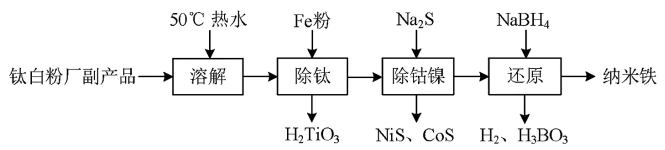 50℃ 热水
Fe粉
Na₂S
NaBH₄
钛白粉厂副产品
溶解
除钛
除钴镍
还原
纳米铁
H₂TiO₃
NiS、CoS
H₂、H₃BO₃